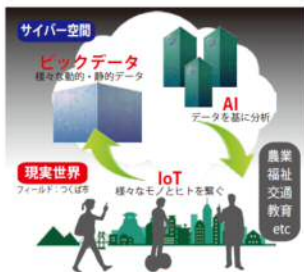 サイバー空間
ビックデータ
様々な動的・静的データ
AI
データを基に分析
現実世界
フィールド：つくば市
IoT
様々なモノとヒトを繋ぐ
農業
福祉
交通
教育
etc